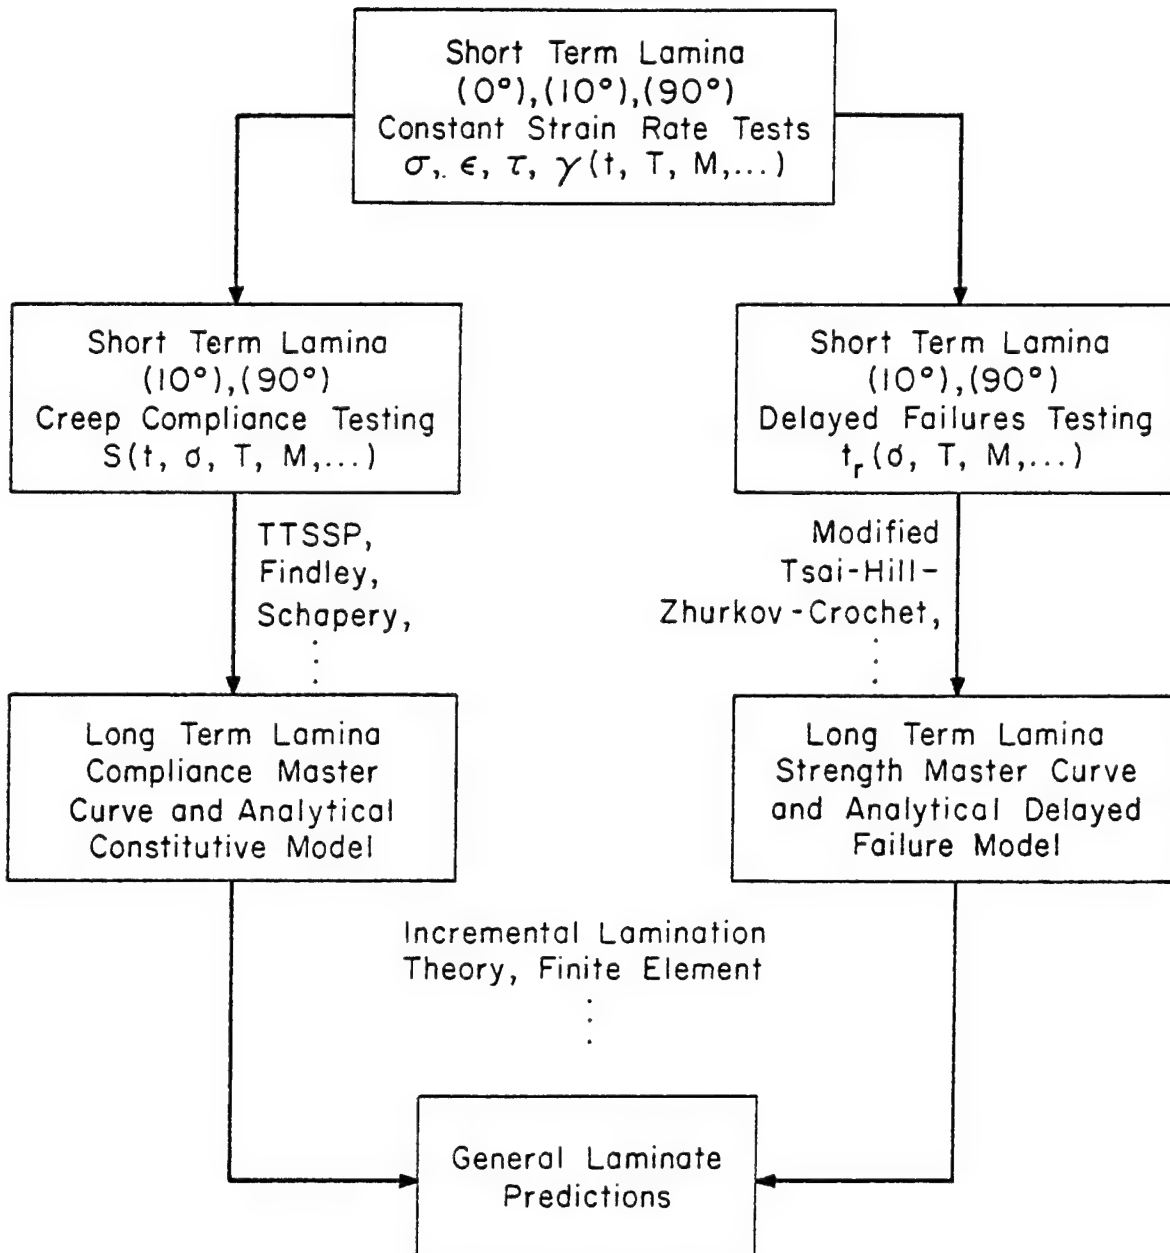 Short Term Lamina
(0°),(10°),(90°)
Constant Strain Rate Tests
σ, ϵ, τ, γ(t, T, M,...)
Short Term Lamina
(10°),(90°)
Creep Compliance Testing
S(t, σ, T, M,...)
Short Term Lamina
(10°),(90°)
Delayed Failures Testing
tᵣ(σ, T, M,...)
TTSSP,
Findley,
Schapery,
Modified
Tsai-Hill-
Zhurkov-Crochet,
Long Term Lamina
Compliance Master
Curve and Analytical
Constitutive Model
Long Term Lamina
Strength Master Curve
and Analytical Delayed
Failure Model
Incremental Lamination
Theory, Finite Element
General Laminate
Predictions